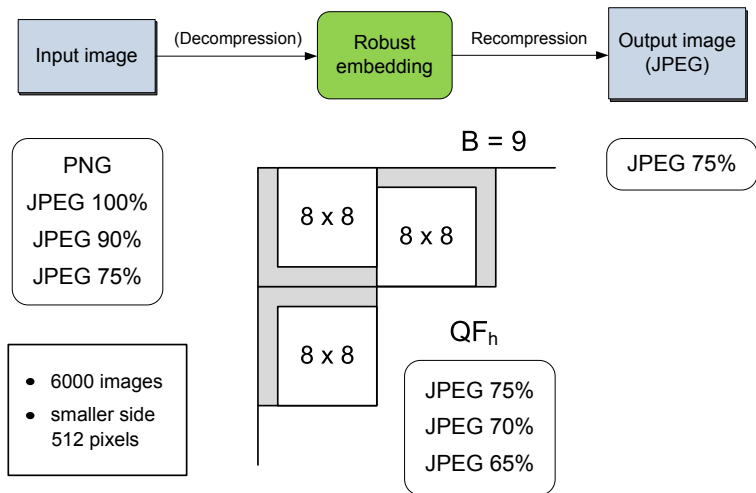 Input image
(Decompression)
Robust
embedding
Recompression
Output image
(JPEG)
PNG
JPEG 100%
JPEG 90%
JPEG 75%
B = 9
8 x 8
8 x 8
8 x 8
JPEG 75%
• 6000 images
• smaller side
512 pixels
QFh
JPEG 75%
JPEG 70%
JPEG 65%